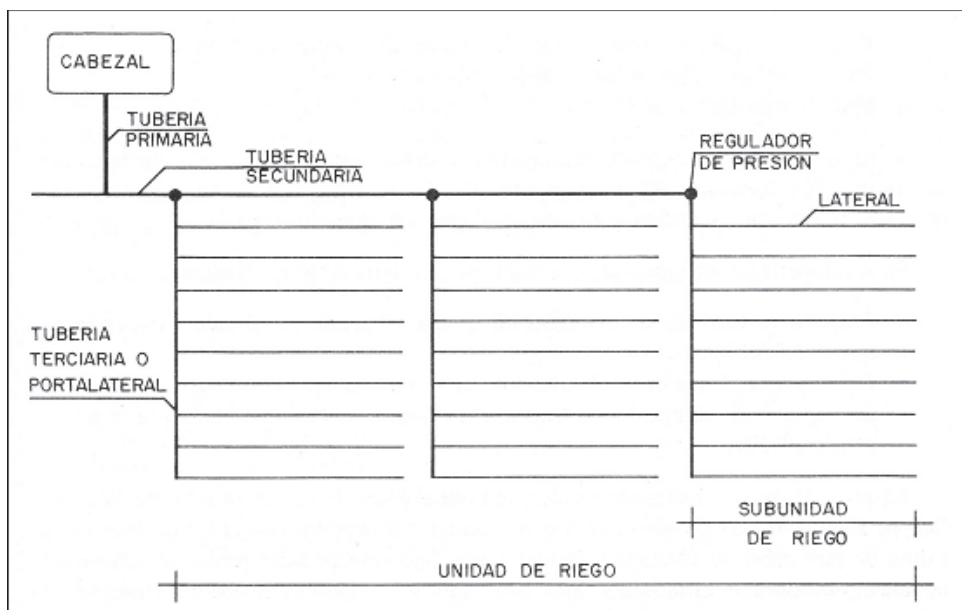 CABEZAL
TUBERIA
PRIMARIA
TUBERIA
SECUNDARIA
REGULADOR
DE PRESION
LATERAL
TUBERIA
TERCIARIA O
PORTALATERAL
SUBUNIDAD
DE RIEGO
UNIDAD DE RIEGO